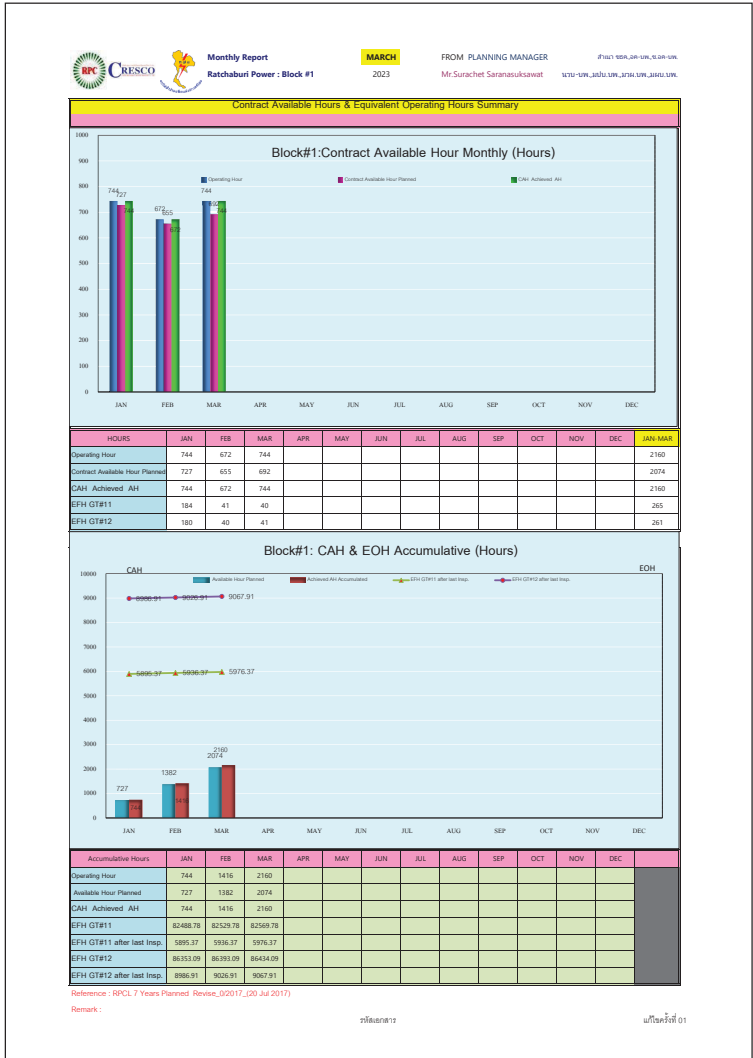 RPC CRESCO
Monthly Report MARCH FROM PLANNING MANAGER
Ratchaburi Power : Block #1 2023 Mr.Surachet Saranasuksawat
Contract Available Hours & Equivalent Operating Hours Summary
Block#1:Contract Available Hour Monthly (Hours)
Operating Hour Contract Available Hour Planned CAH Achieved AH
1000
900
800
700
600
500
400
300
200
100
0
744 727 744 672 655 672 744 692 744
JAN FEB MAR APR MAY JUN JUL AUG SEP OCT NOV DEC
HOURS JAN FEB MAR APR MAY JUN JUL AUG SEP OCT NOV DEC JAN-MAR
Operating Hour 744 672 744 2160
Contract Available Hour Planned 727 655 692 2074
CAH Achieved AH 744 672 744 2160
EFH GT#11 184 41 40 265
EFH GT#12 180 40 41 261
Block#1: CAH & EOH Accumulative (Hours)
CAH EOH
Available Hour Planned Achieved AH Accumulated EFH GT#11 after last Insp. EFH GT#12 after last Insp.
10000
9000
8000
7000
6000
5000
4000
3000
2000
1000
0
8986.91 9026.91 9067.91
5895.37 5936.37 5976.37
727 744 1382 1416 2074 2160
JAN FEB MAR APR MAY JUN JUL AUG SEP OCT NOV DEC
Accumulative Hours JAN FEB MAR APR MAY JUN JUL AUG SEP OCT NOV DEC
Operating Hour 744 1416 2160
Available Hour Planned 727 1382 2074
CAH Achieved AH 744 1416 2160
EFH GT#11 82488.78 82529.78 82569.78
EFH GT#11 after last Insp. 5895.37 5936.37 5976.37
EFH GT#12 86353.09 86393.09 86434.09
EFH GT#12 after last Insp. 8986.91 9026.91 9067.91
Reference : RPCL 7 Years Planned Revise_0/2017_(20 Jul 2017)
Remark :
รหัสเอกสาร แก้ไขครั้งที่ 01